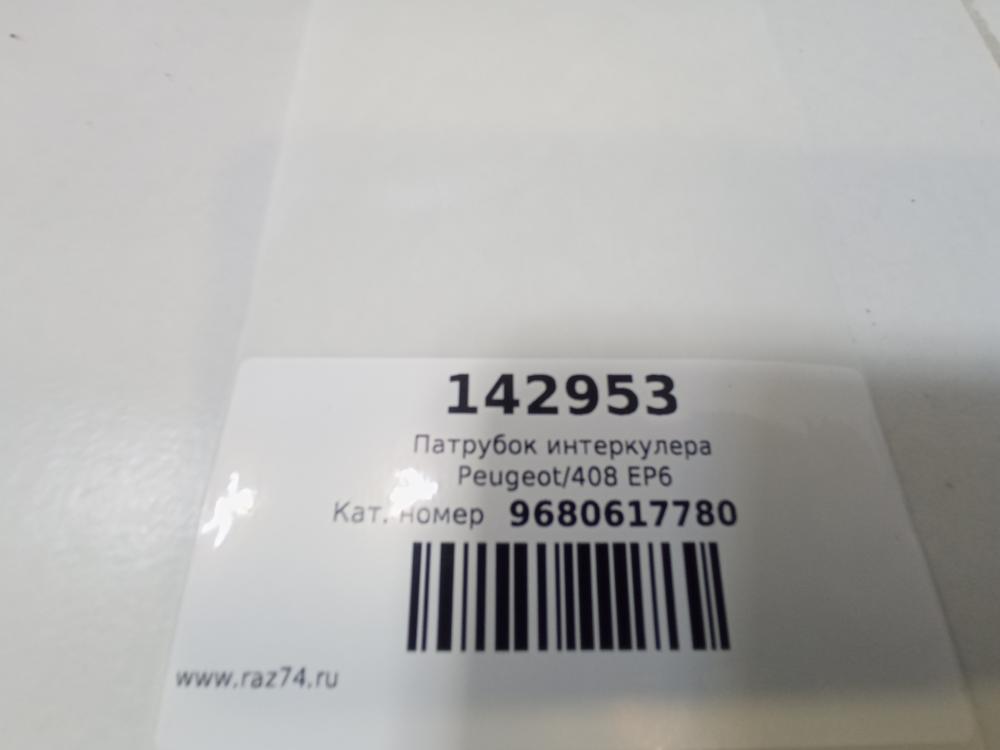 142953
Патрубок интеркулера
Peugeot/408 EP6
Кат. номер 9680617780
www.raz74.ru